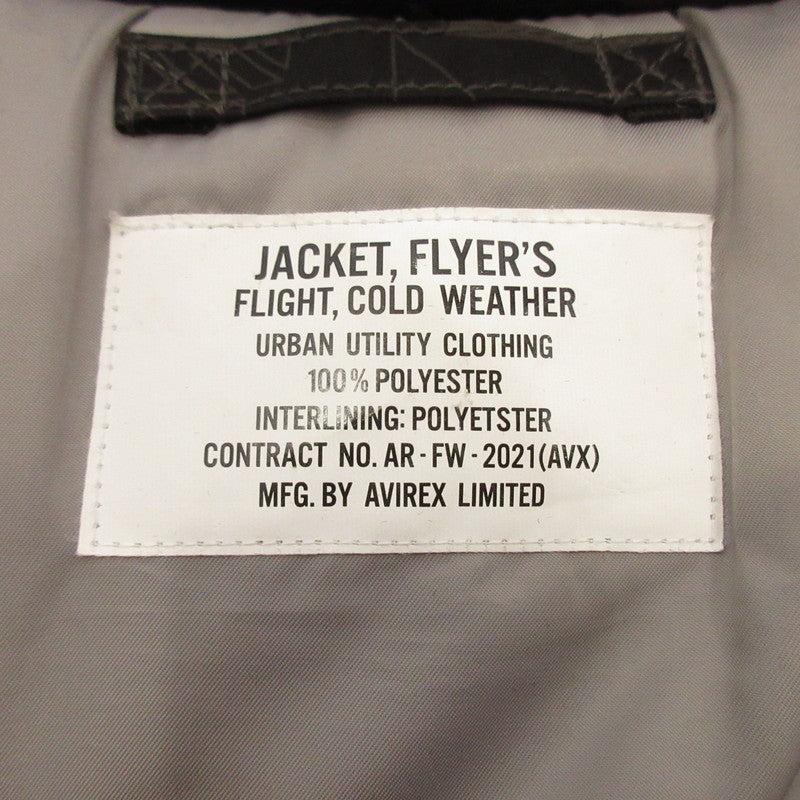 JACKET, FLYER'S
FLIGHT, COLD WEATHER
URBAN UTILITY CLOTHING
100% POLYESTER
INTERLINING: POLYETSTER
CONTRACT NO. AR-FW-2021(AVX)
MFG. BY AVIREX LIMITED